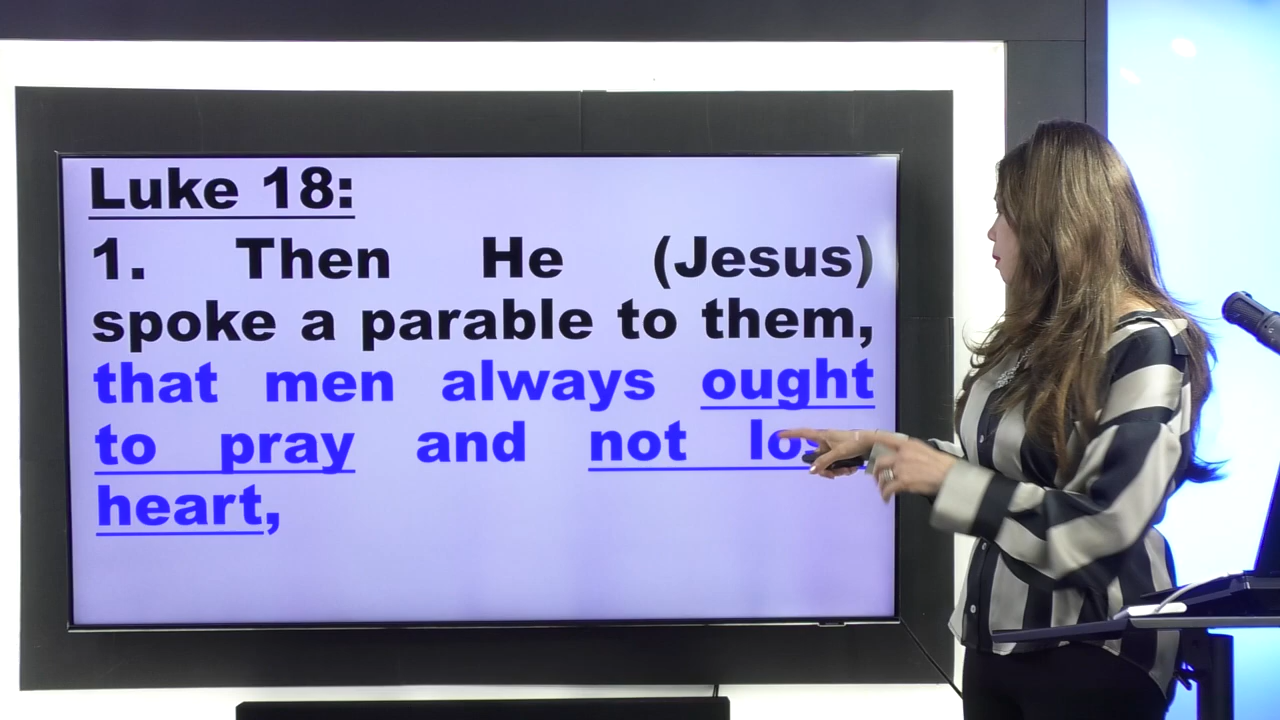 Luke 18:
1. Then He (Jesus)
spoke a parable to them,
that men always ought
to pray and not
heart,